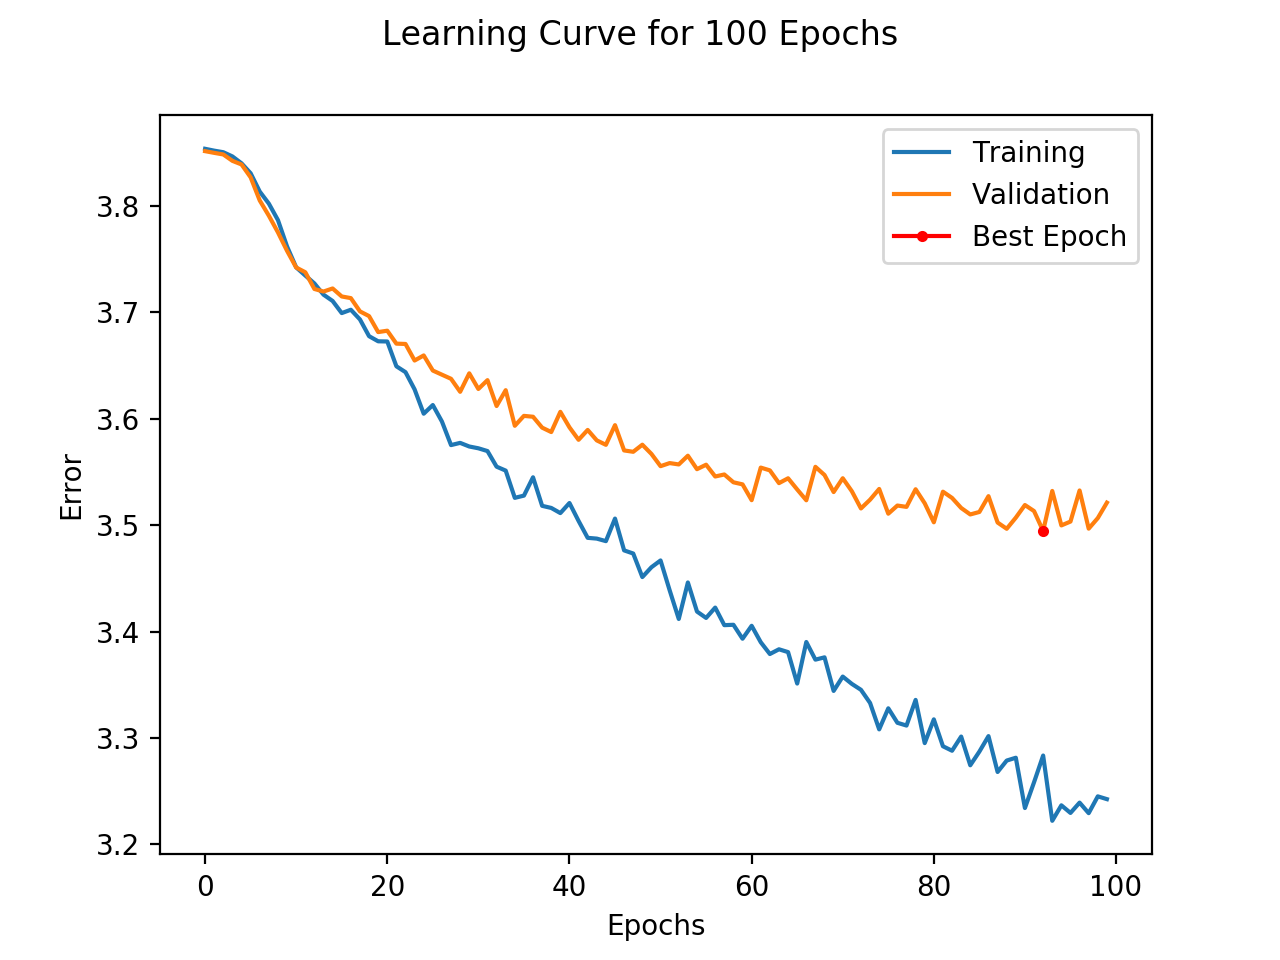 Learning Curve for 100 Epochs
Training
Validation
Best Epoch
3.8
3.7
3.6
3.5
3.4
3.3
3.2
Error
0 20 40 60 80 100
Epochs